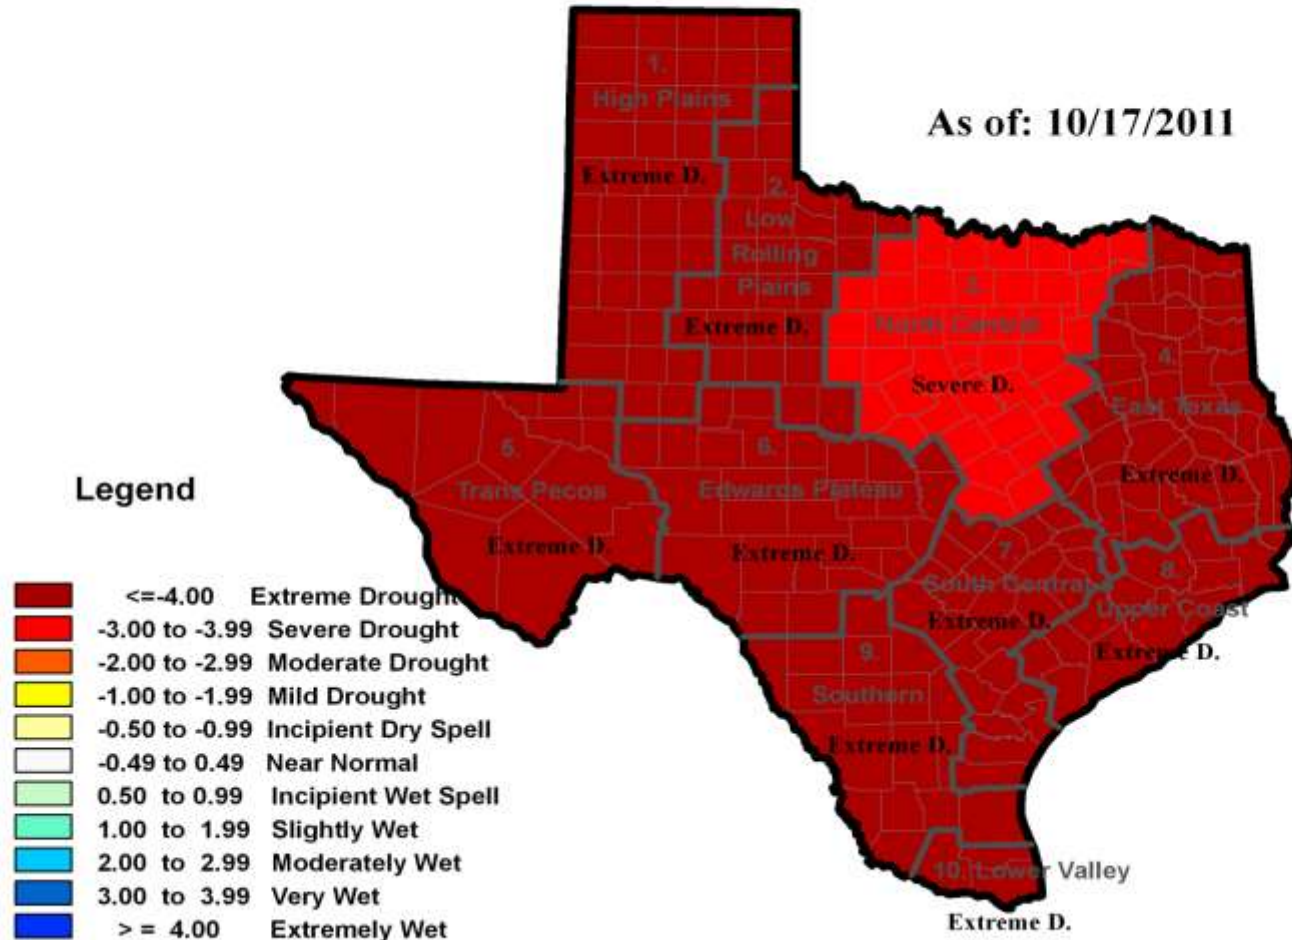 As of: 10/17/2011
1.
High Plains
Extreme D.
2.
Low
Rolling
Plains
Extreme D.
3.
North Central
Severe D.
4.
East Texas
Extreme D.
5.
Trans Pecos
Extreme D.
6.
Edwards Plateau
Extreme D.
7.
South Central
Extreme D.
8.
Upper Coast
Extreme D.
9.
Southern
Extreme D.
10. Lower Valley
Extreme D.
Legend
<=-4.00 Extreme Drought
-3.00 to -3.99 Severe Drought
-2.00 to -2.99 Moderate Drought
-1.00 to -1.99 Mild Drought
-0.50 to -0.99 Incipient Dry Spell
-0.49 to 0.49 Near Normal
0.50 to 0.99 Incipient Wet Spell
1.00 to 1.99 Slightly Wet
2.00 to 2.99 Moderately Wet
3.00 to 3.99 Very Wet
> = 4.00 Extremely Wet